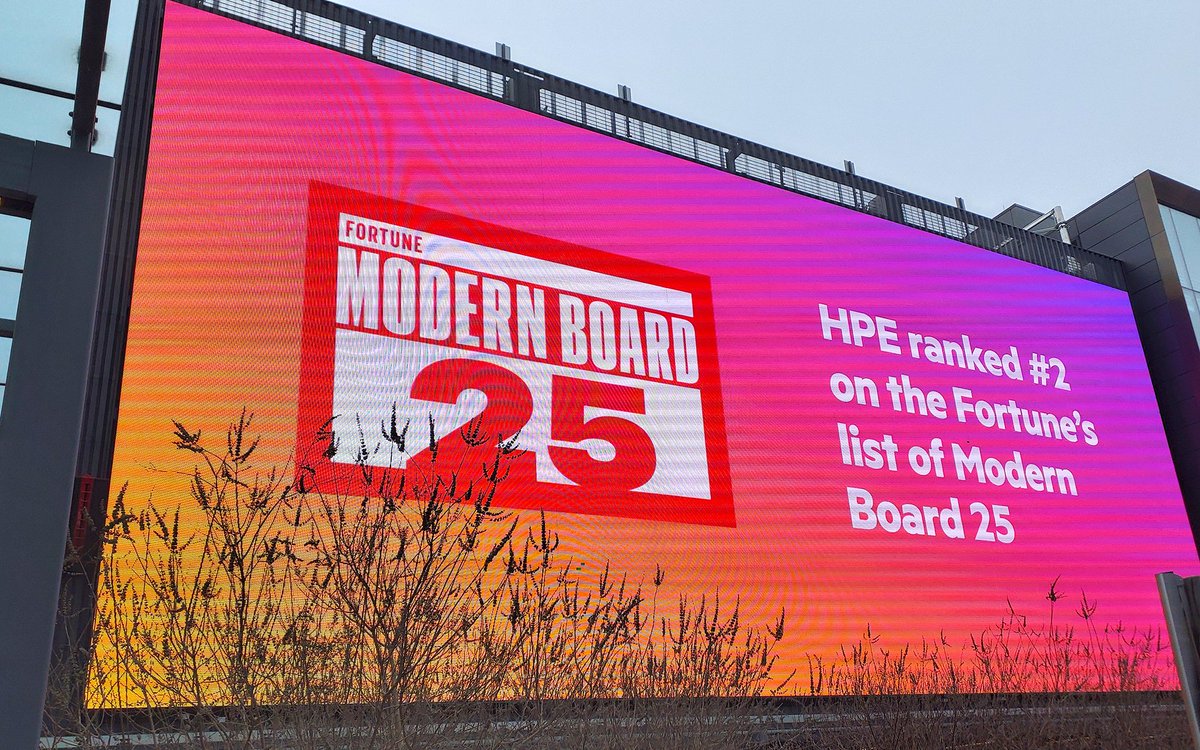 FORTUNE
MODERN BOARD
25
HPE ranked #2
on the Fortune's
list of Modern
Board 25